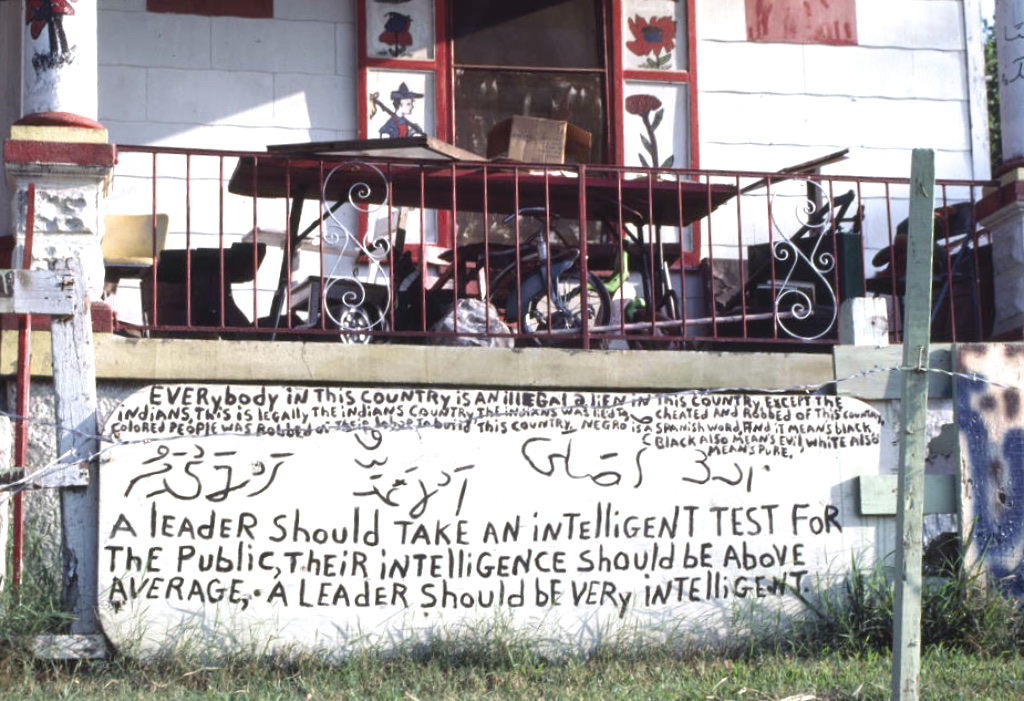 EVERybody iN THis COUNTRY iS AN illEGAL aliEN iN THiS COUNTRY, EXCEPT THE
iNDiANS, THiS iS lEGAllY THE iNDiANS COUNTRY THE iNDiANS WAS liED To, CHEATED AND RobbED oF THiS COUNTRY,
COLORED PEOPLE WAS RobbED oF THEiR labor To build THiS COUNTRY. NEGRO iS A SPANiSH WORD, AND iT MEANS BLACK,
BLACK AlSO MEANS EVil, WHiTE AlSO
MEANS PURE.
A lEADER SHould TAKE AN iNTElliGENT TEST FoR
THE Public, THEiR iNTElliGENCE SHould bE AbovE
AVERAGE, A LEADER SHould bE VERy iNTElliGENT.